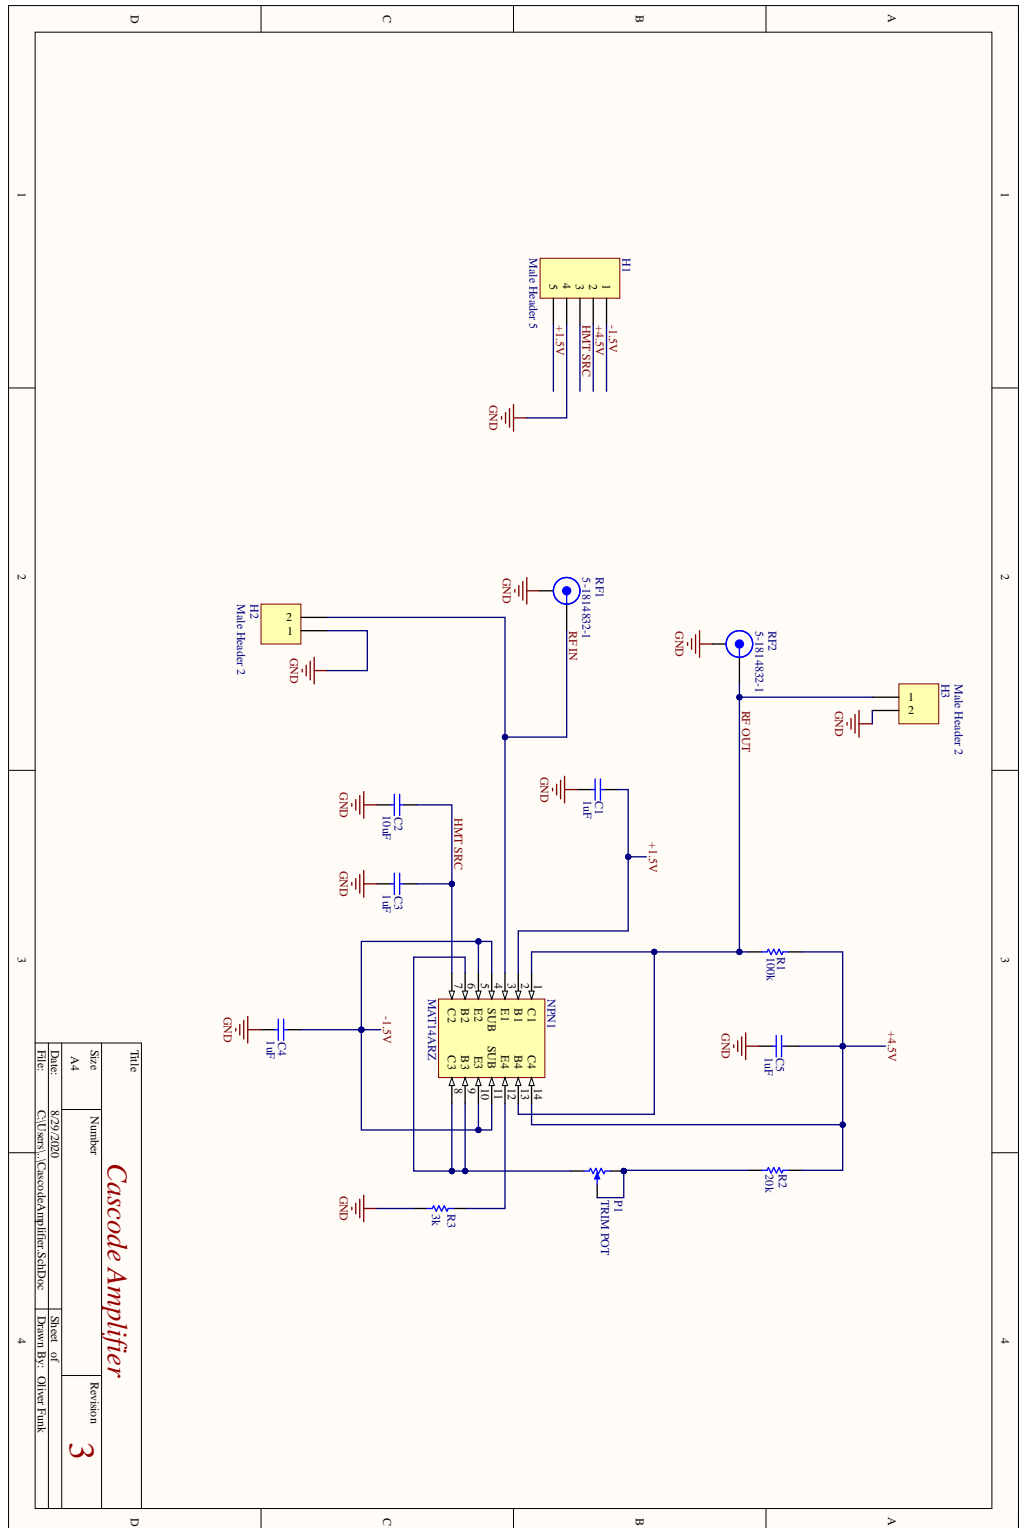 1
2
3
4
A
B
C
D
H1
1
2
3
4
5
Male Header 5
-1.5V
+4.5V
HMT SRC
+1.5V
GND
Male Header 2
H3
1
2
GND
RF2
5-1814832-1
GND
RF OUT
RF1
5-1814832-1
GND
RF IN
H2
2
1
Male Header 2
GND
C1
1uF
GND
+1.5V
HMT SRC
C2
10uF
GND
C3
1uF
GND
R1
100k
+4.5V
C5
1uF
GND
R2
20k
P1
TRIM POT
NPN1
1 C1 C4 14
2 B1 B4 13
3 E1 E4 12
4 SUB SUB 11
5 E2 E3 10
6 B2 B3 9
7 C2 C3 8
MAT14ARZ
R3
3k
GND
-1.5V
C4
1uF
GND
Title
Cascode Amplifier
Size
A4
Number
Revision
3
Date: 8/29/2020 Sheet of
File: C:\Users\..\CascodeAmplifier.SchDoc Drawn By: Oliver Funk
1
2
3
4
A
B
C
D